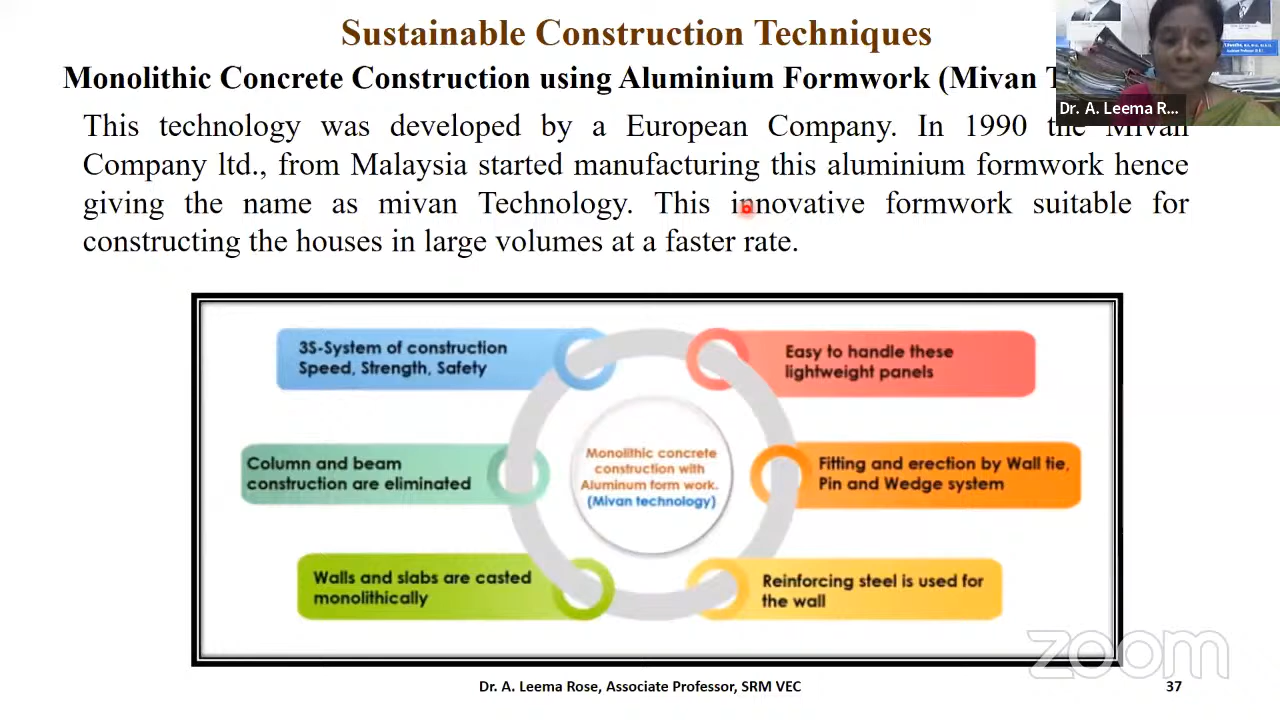 Sustainable Construction Techniques
Monolithic Concrete Construction using Aluminium Formwork (Mivan T
This technology was developed by a European Company. In 1990 the Mivan
Company ltd., from Malaysia started manufacturing this aluminium formwork hence
giving the name as mivan Technology. This innovative formwork suitable for
constructing the houses in large volumes at a faster rate.
Dr. A. Leema R...
3S-System of construction
Speed, Strength, Safety
Easy to handle these
lightweight panels
Column and beam
construction are eliminated
Monolithic concrete
construction with
Aluminum form work.
(Mivan technology)
Fitting and erection by Wall tie,
Pin and Wedge system
Walls and slabs are casted
monolithically
Reinforcing steel is used for
the wall
zoom
Dr. A. Leema Rose, Associate Professor, SRM VEC
37